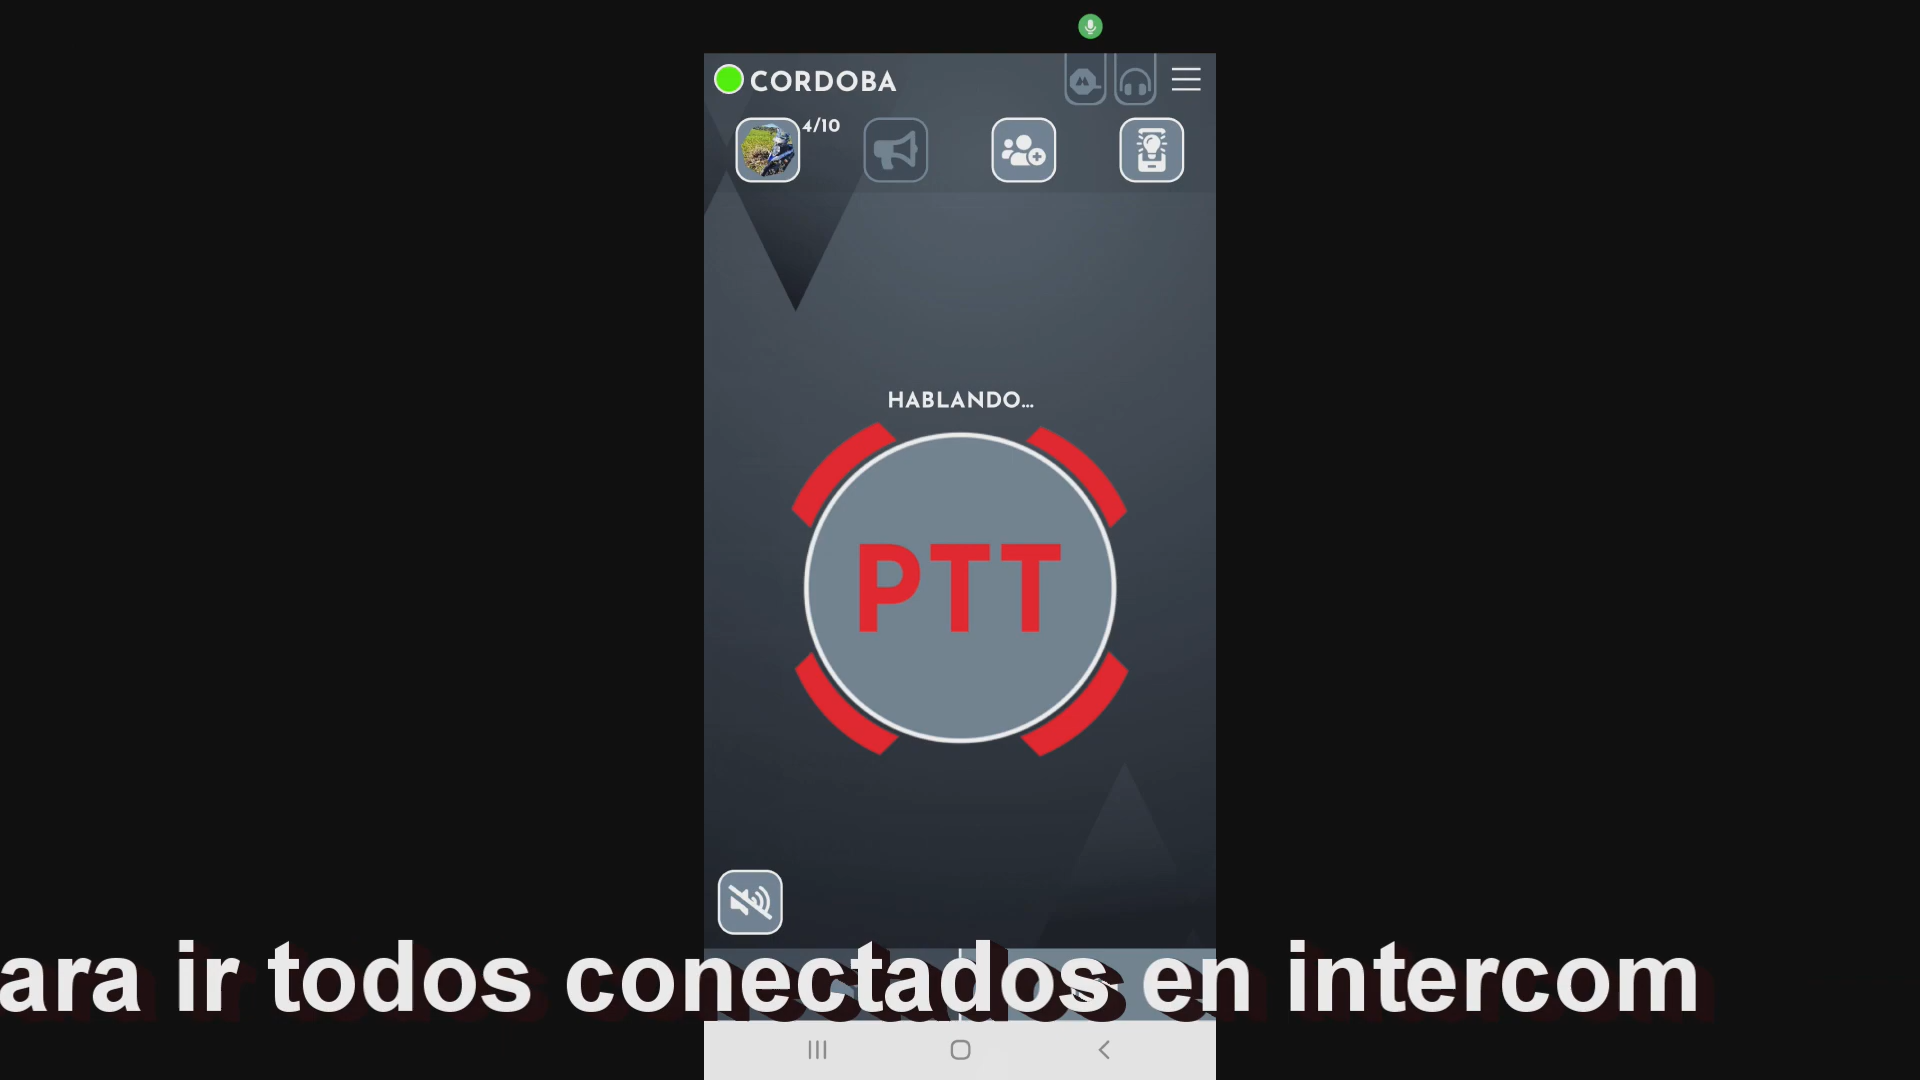 CORDOBA
4/10
HABLANDO...
PTT
ara ir todos conectados en intercom